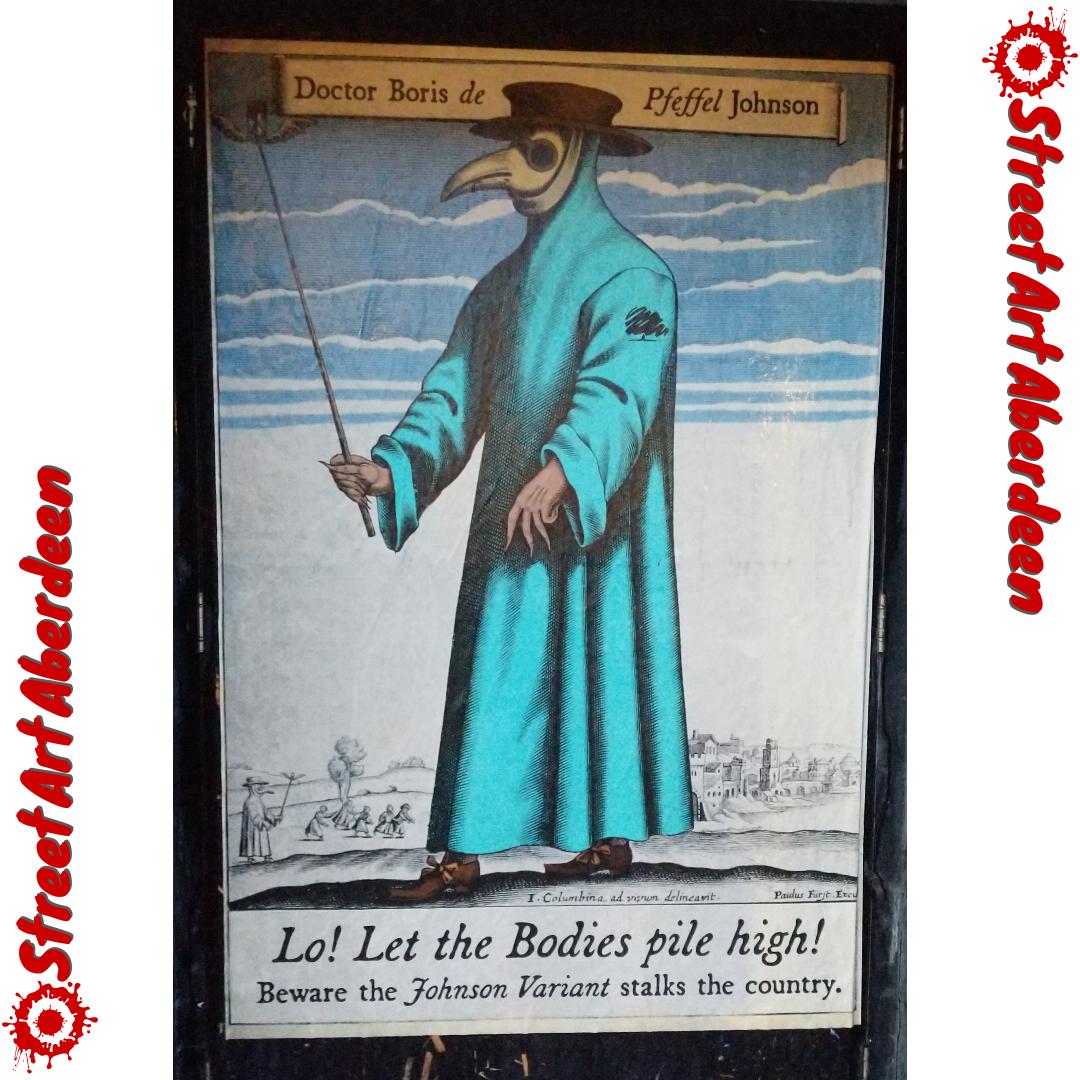 Doctor Boris de Pfeffel Johnson
I. Columbina, ad vivum delineavit.
Paulus Fürst Excu
Lo! Let the Bodies pile high!
Beware the Johnson Variant stalks the country.
Street Art Aberdeen
Street Art Aberdeen